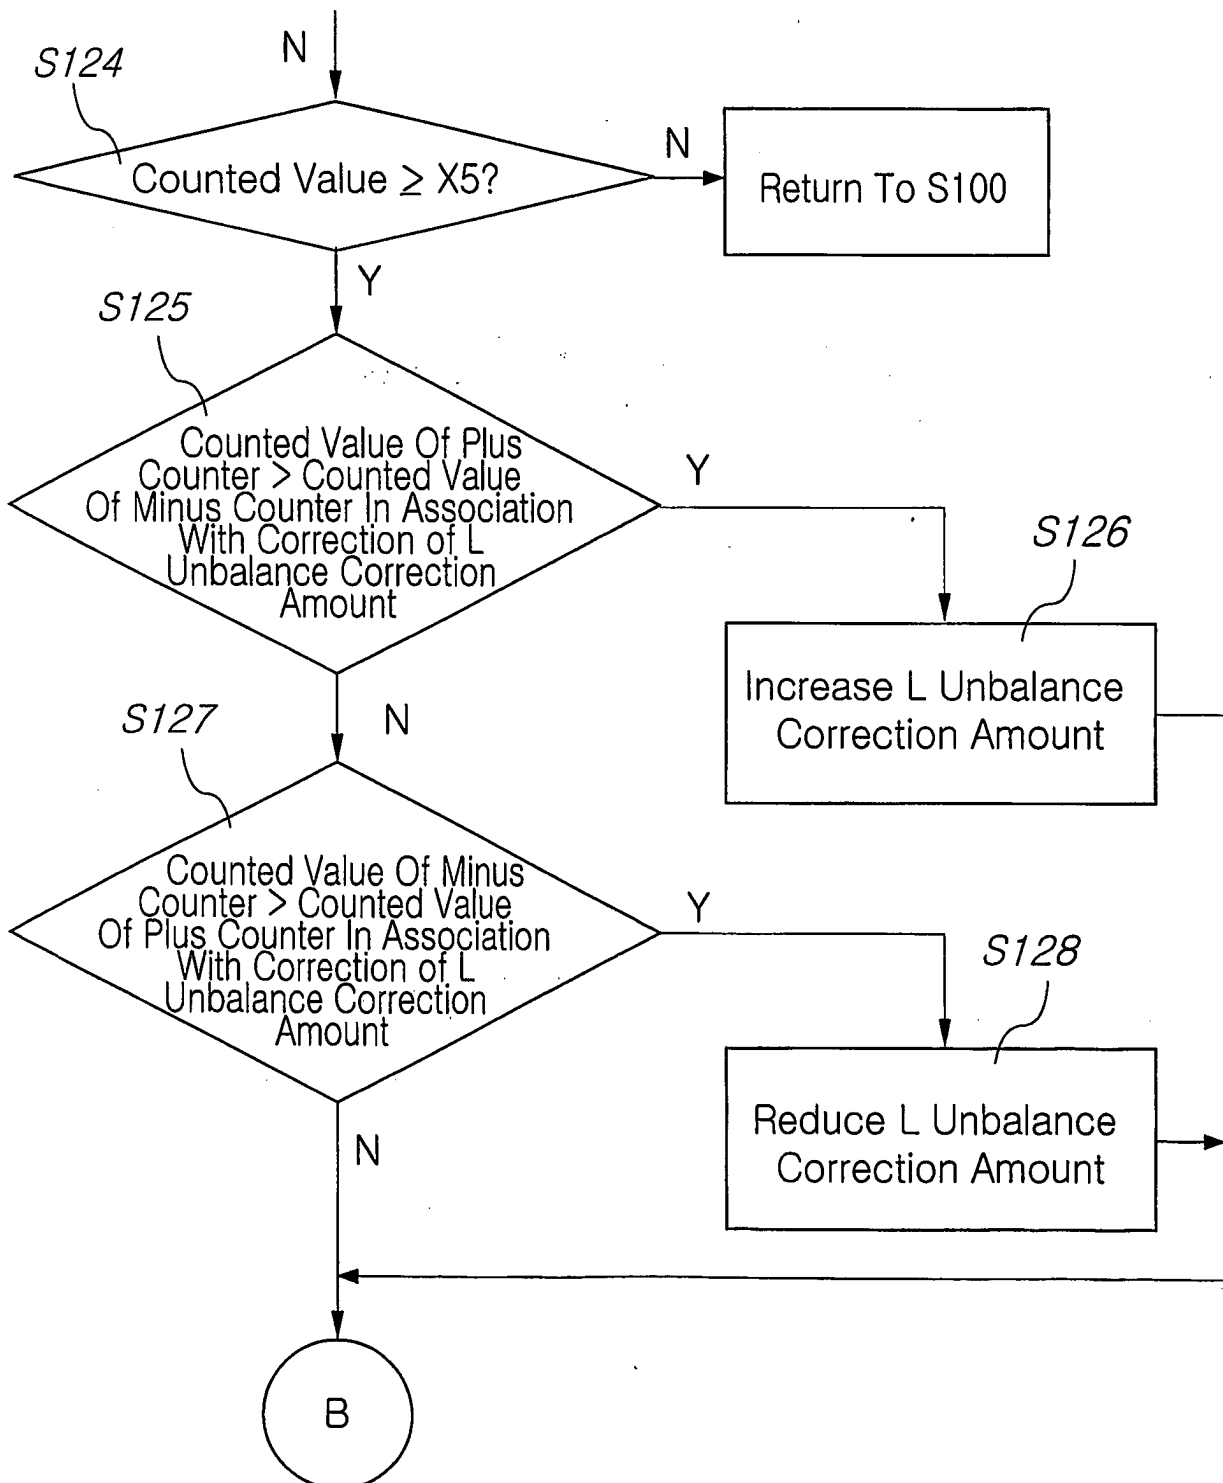 N
S124
Counted Value ≥ X5?
N
Return To S100
Y
S125
Counted Value Of Plus
Counter > Counted Value
Of Minus Counter In Association
With Correction of L
Unbalance Correction
Amount
Y
S126
Increase L Unbalance
Correction Amount
N
S127
Counted Value Of Minus
Counter > Counted Value
Of Plus Counter In Association
With Correction of L
Unbalance Correction
Amount
Y
S128
Reduce L Unbalance
Correction Amount
N
B